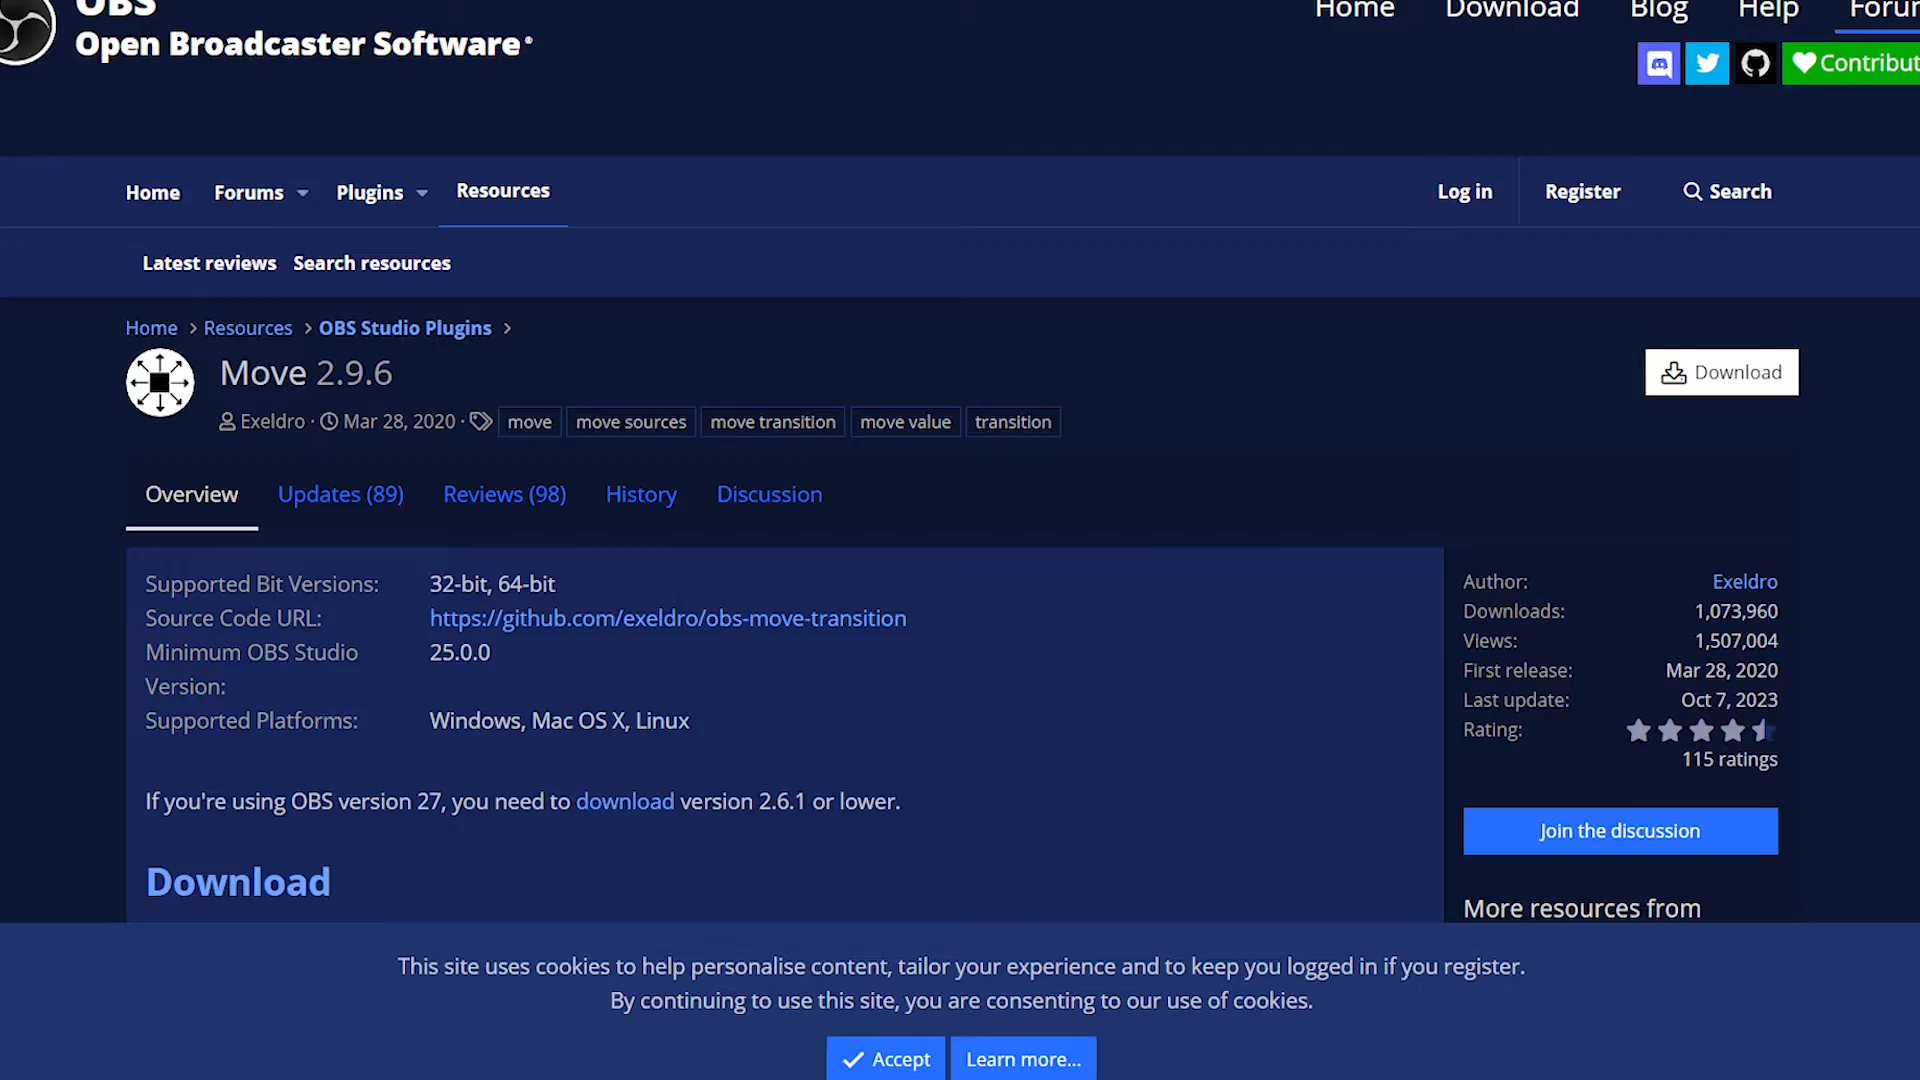 OBS
Open Broadcaster Software
Home Download Blog Help Forum
Contribut
Home Forums Plugins Resources Log in Register Search
Latest reviews Search resources
Home > Resources > OBS Studio Plugins >
Move 2.9.6
Download
Exeldro · Mar 28, 2020 · move move sources move transition move value transition
Overview Updates (89) Reviews (98) History Discussion
Supported Bit Versions: 32-bit, 64-bit
Source Code URL: https://github.com/exeldro/obs-move-transition
Minimum OBS Studio 25.0.0
Version:
Supported Platforms: Windows, Mac OS X, Linux
If you're using OBS version 27, you need to download version 2.6.1 or lower.
Download
Author: Exeldro
Downloads: 1,073,960
Views: 1,507,004
First release: Mar 28, 2020
Last update: Oct 7, 2023
Rating:
115 ratings
Join the discussion
More resources from
This site uses cookies to help personalise content, tailor your experience and to keep you logged in if you register.
By continuing to use this site, you are consenting to our use of cookies.
Accept Learn more...